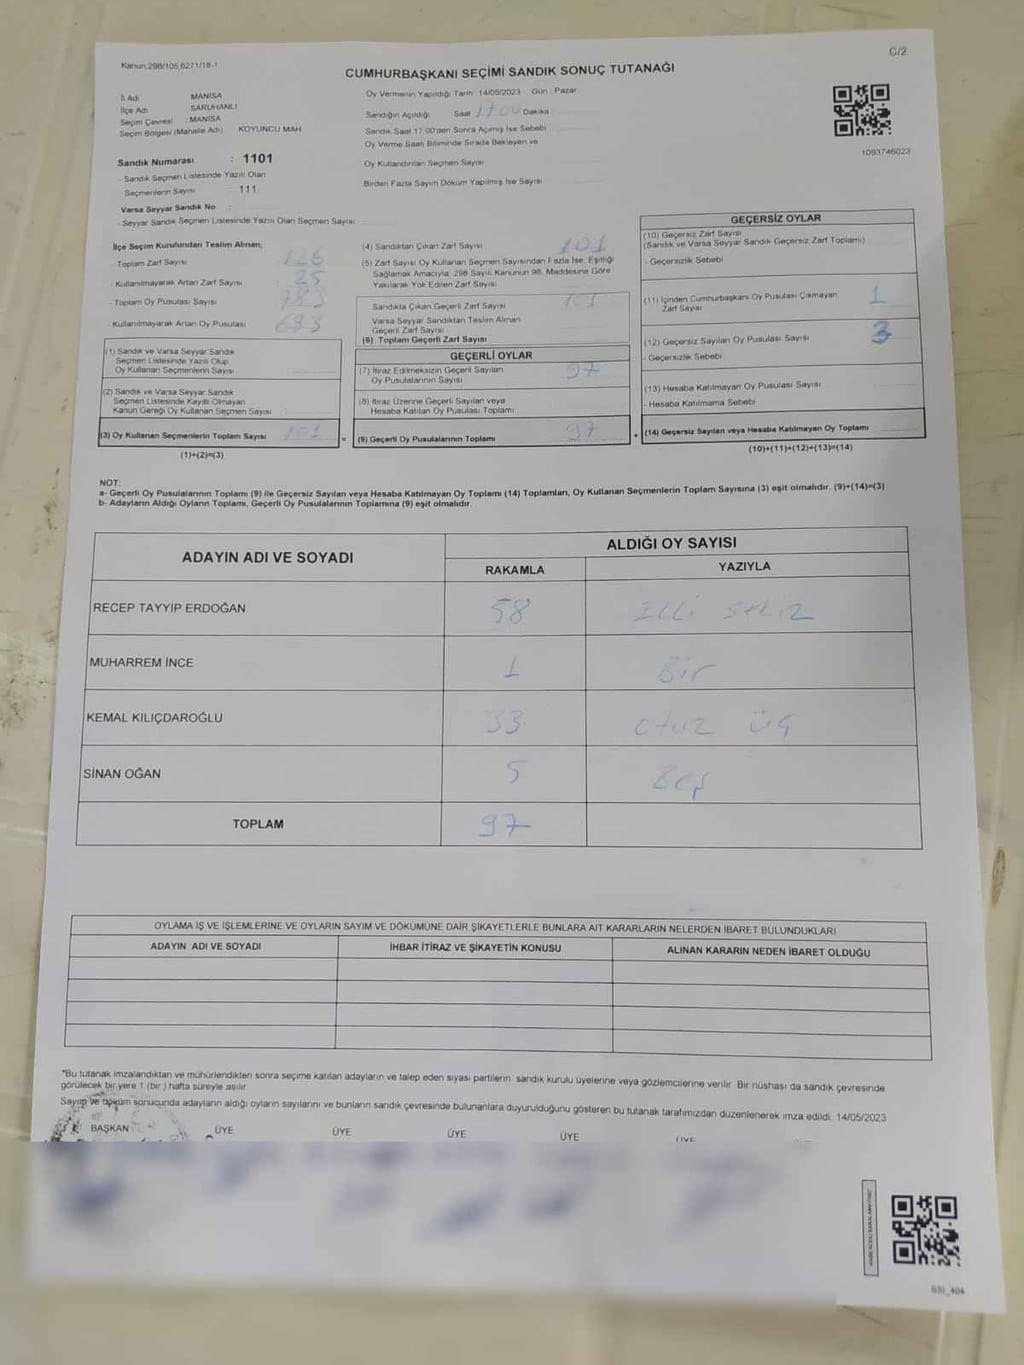 C/2
Kanun:298/105,6271/18-1
CUMHURBAŞKANI SEÇİMİ SANDIK SONUÇ TUTANAĞI
İl Adı MANİSA
İlçe Adı SARUHANLI
Seçim Çevresi : MANİSA
Seçim Bölgesi (Mahalle Adı) KOYUNCU MAH
Sandık Numarası : 1101
- Sandık Seçmen Listesinde Yazılı Olan
Seçmenlerin Sayısı : 111
Varsa Seyyar Sandık No :
- Seyyar Sandık Seçmen Listesinde Yazılı Olan Seçmen Sayısı
Oy Vermenin Yapıldığı Tarih : 14/05/2023 Gün : Pazar
Sandığın Açıldığı Saat 17.00 Dakika
Sandık Saat 17.00'den Sonra Açılmış İse Sebebi
Oy Verme Saati Bitiminde Sırada Bekleyen ve
Oy Kullandırılan Seçmen Sayısı
Birden Fazla Sayım Döküm Yapılmış İse Sayısı
1093746023
İlçe Seçim Kurulundan Teslim Alınan;
- Toplam Zarf Sayısı 126
- Kullanılmayarak Artan Zarf Sayısı 25
- Toplam Oy Pusulası Sayısı 783
- Kullanılmayarak Artan Oy Pusulası 683
(1) Sandık ve Varsa Seyyar Sandık
Seçmen Listesinde Yazılı Olup
Oy Kullanan Seçmenlerin Sayısı
(2) Sandık ve Varsa Seyyar Sandık
Seçmen Listesinde Kayıtlı Olmayan
Kanun Gereği Oy Kullanan Seçmen Sayısı
(3) Oy Kullanan Seçmenlerin Toplam Sayısı 101
(1)+(2)=(3)
(4) Sandıktan Çıkan Zarf Sayısı 101
(5) Zarf Sayısı Oy Kullanan Seçmen Sayısından Fazla İse, Eşitliği
Sağlamak Amacıyla, 298 Sayılı Kanunun 98. Maddesine Göre
Yakılarak Yok Edilen Zarf Sayısı
Sandıkta Çıkan Geçerli Zarf Sayısı 101
Varsa Seyyar Sandıktan Teslim Alınan
Geçerli Zarf Sayısı
(6) Toplam Geçerli Zarf Sayısı
GEÇERLİ OYLAR
(7) İtiraz Edilmeksizin Geçerli Sayılan
Oy Pusulalarının Sayısı 97
(8) İtiraz Üzerine Geçerli Sayılan veya
Hesaba Katılan Oy Pusulası Toplamı
= (9) Geçerli Oy Pusulalarının Toplamı 97
GEÇERSİZ OYLAR
(10) Geçersiz Zarf Sayısı
(Sandık ve Varsa Seyyar Sandık Geçersiz Zarf Toplamı)
- Geçersizlik Sebebi
(11) İçinden Cumhurbaşkanı Oy Pusulası Çıkmayan
Zarf Sayısı 1
(12) Geçersiz Sayılan Oy Pusulası Sayısı 3
- Geçersizlik Sebebi
(13) Hesaba Katılmayan Oy Pusulası Sayısı
- Hesaba Katılmama Sebebi
+ (14) Geçersiz Sayılan veya Hesaba Katılmayan Oy Toplamı
(10)+(11)+(12)+(13)=(14)
NOT:
a- Geçerli Oy Pusulalarının Toplamı (9) ile Geçersiz Sayılan veya Hesaba Katılmayan Oy Toplamı (14) Toplamları, Oy Kullanan Seçmenlerin Toplam Sayısına (3) eşit olmalıdır. (9)+(14)=(3)
b- Adayların Aldığı Oyların Toplamı, Geçerli Oy Pusulalarının Toplamına (9) eşit olmalıdır.
ADAYIN ADI VE SOYADI
ALDIĞI OY SAYISI
RAKAMLA YAZIYLA
RECEP TAYYİP ERDOĞAN 58 Elli sekiz
MUHARREM İNCE 1 Bir
KEMAL KILIÇDAROĞLU 33 otuz üç
SİNAN OĞAN 5 Beş
TOPLAM 97
OYLAMA İŞ VE İŞLEMLERİNE VE OYLARIN SAYIM VE DÖKÜMÜNE DAİR ŞİKAYETLERLE BUNLARA AİT KARARLARIN NELERDEN İBARET BULUNDUKLARI
ADAYIN ADI VE SOYADI İHBAR İTİRAZ VE ŞİKAYETİN KONUSU ALINAN KARARIN NEDEN İBARET OLDUĞU
"Bu tutanak imzalandıktan ve mühürlendikten sonra seçime katılan adayların ve talep eden siyasi partilerin sandık kurulu üyelerine veya gözlemcilerine verilir. Bir nüshası da sandık çevresinde
görülecek bir yere 1 (bir) hafta süreyle asılır
Sayım ve döküm sonucunda adayların aldığı oyların sayılarını ve bunların sandık çevresinde bulunanlara duyurulduğunu gösteren bu tutanak tarafımızdan düzenlenerek imza edildi. 14/05/2023
BAŞKAN ÜYE ÜYE ÜYE ÜYE ÜYE